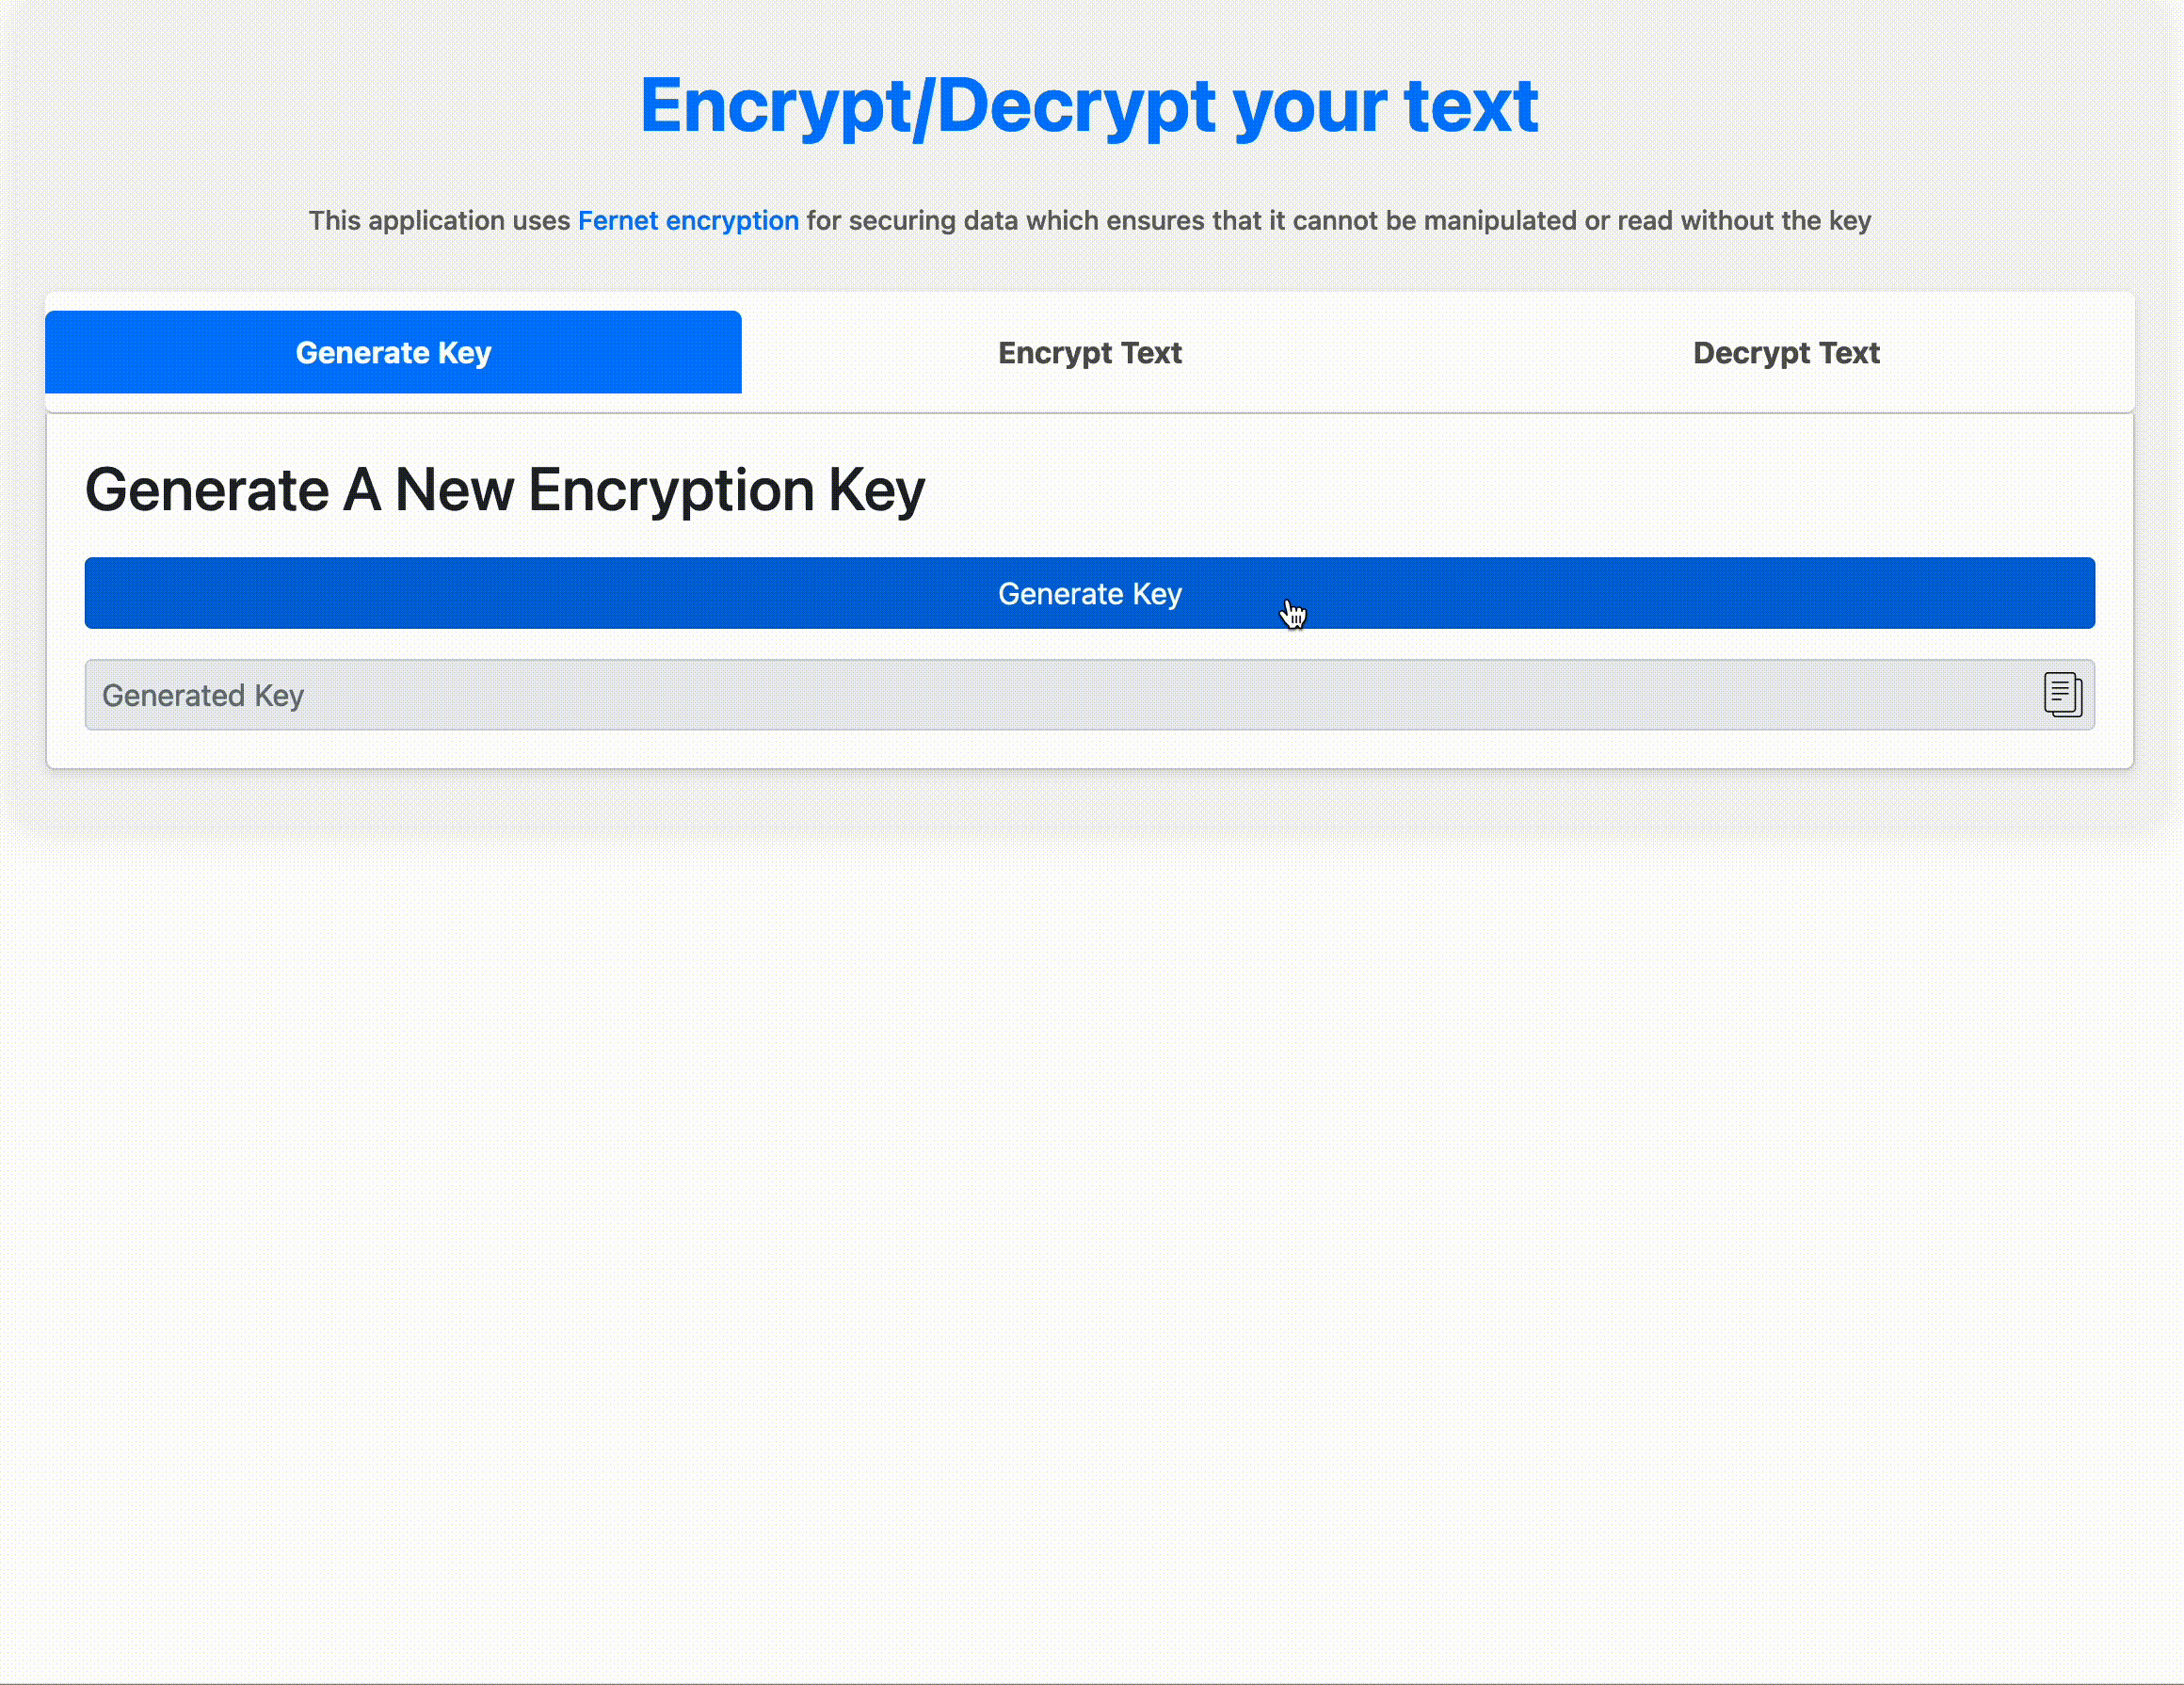 Encrypt/Decrypt your text
This application uses Fernet encryption for securing data which ensures that it cannot be manipulated or read without the key
Generate Key
Encrypt Text
Decrypt Text
Generate A New Encryption Key
Generate Key
Generated Key